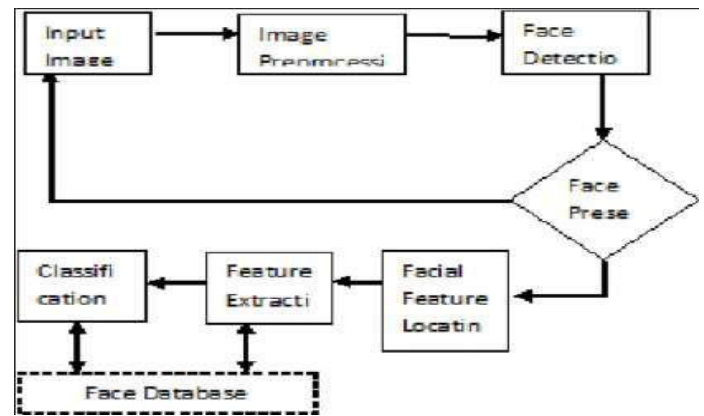 Input
Image
Image
Preprocessi
Face
Detectio
Face
Prese
Classifi
cation
Feature
Extracti
Facial
Feature
Locatin
Face Database